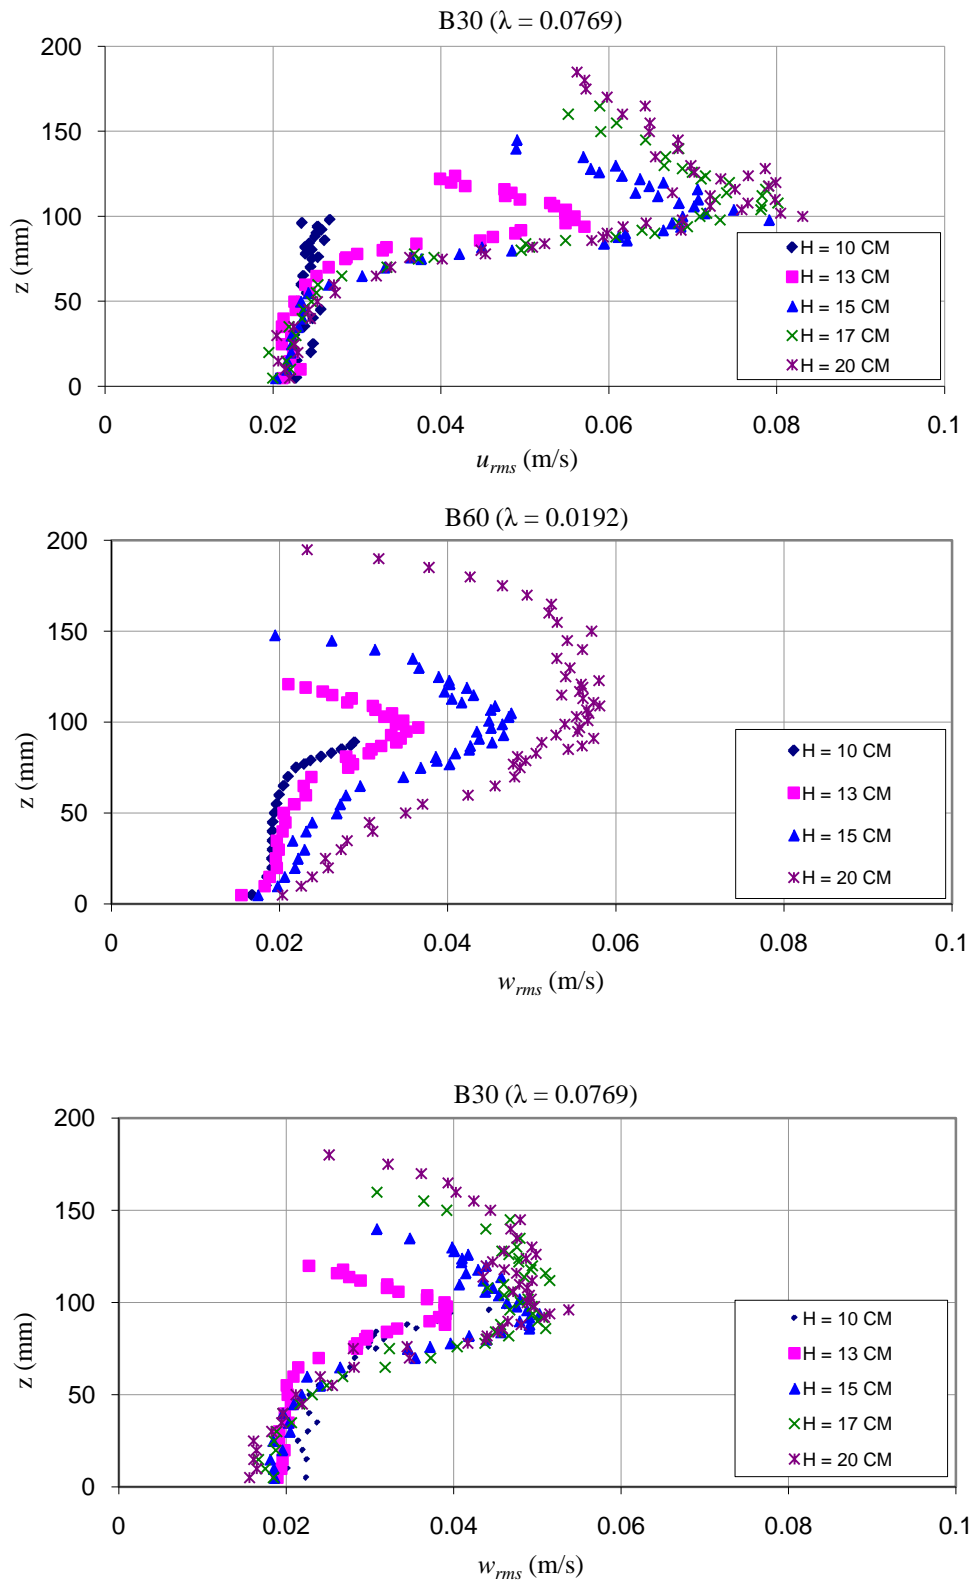 B30 (λ = 0.0769)
200
150
100
50
0
z (mm)
H = 10 CM
H = 13 CM
H = 15 CM
H = 17 CM
H = 20 CM
0 0.02 0.04 0.06 0.08 0.1
u_rms (m/s)
B60 (λ = 0.0192)
200
150
100
50
0
z (mm)
H = 10 CM
H = 13 CM
H = 15 CM
H = 20 CM
0 0.02 0.04 0.06 0.08 0.1
w_rms (m/s)
B30 (λ = 0.0769)
200
150
100
50
0
z (mm)
H = 10 CM
H = 13 CM
H = 15 CM
H = 17 CM
H = 20 CM
0 0.02 0.04 0.06 0.08 0.1
w_rms (m/s)